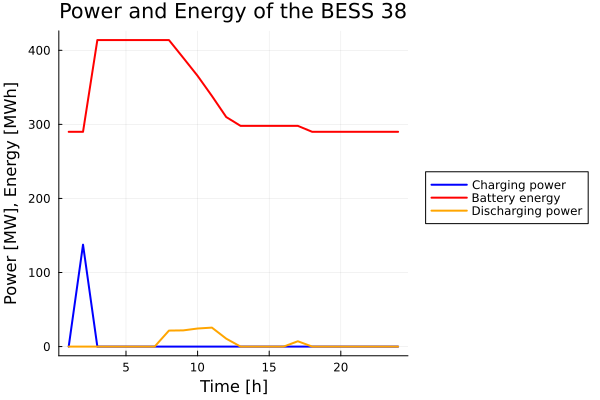 Power and Energy of the BESS 38
Power [MW], Energy [MWh]
400
300
200
100
0
5 10 15 20
Time [h]
Charging power
Battery energy
Discharging power